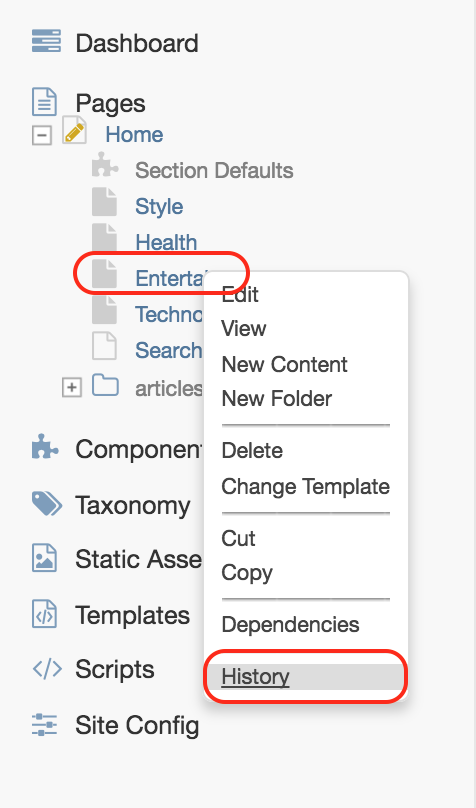 Dashboard
Pages
Home
Section Defaults
Style
Health
Enterta
Techno
Search
articles
Component
Taxonomy
Static Asse
Templates
Scripts
Site Config
Edit
View
New Content
New Folder
Delete
Change Template
Cut
Copy
Dependencies
History